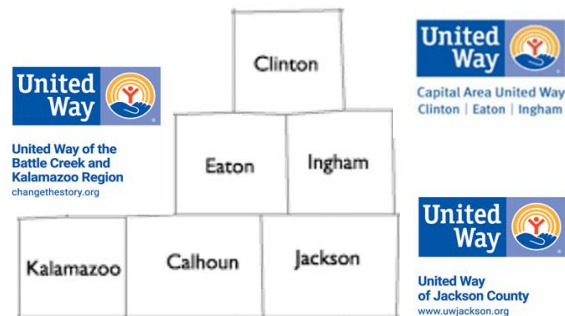 United
Way
United Way of the
Battle Creek and
Kalamazoo Region
changethestory.org
Clinton
Eaton
Ingham
Kalamazoo
Calhoun
Jackson
United
Way
Capital Area United Way
Clinton | Eaton | Ingham
United
Way
United Way
of Jackson County
www.uwjackson.org